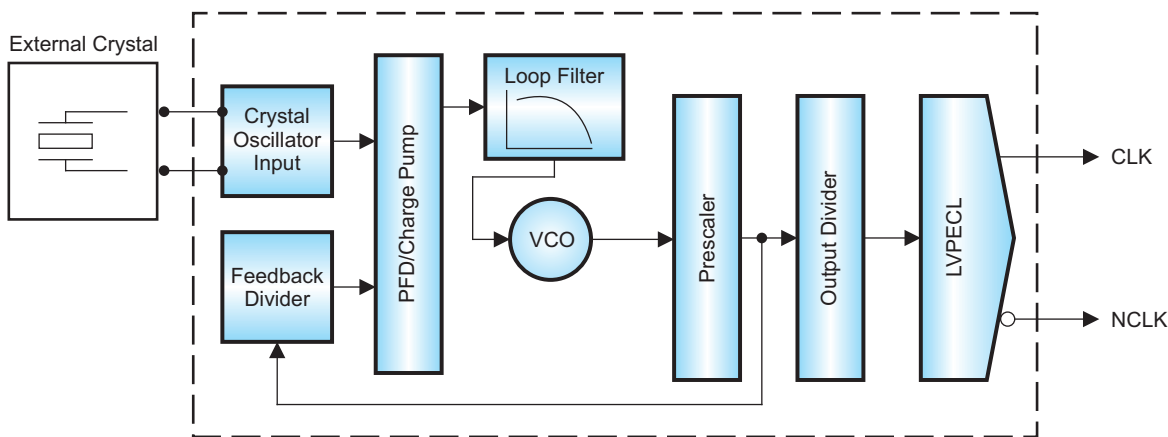 External Crystal
Crystal
Oscillator
Input
Feedback
Divider
PFD/Charge Pump
Loop Filter
VCO
Prescaler
Output Divider
LVPECL
CLK
NCLK